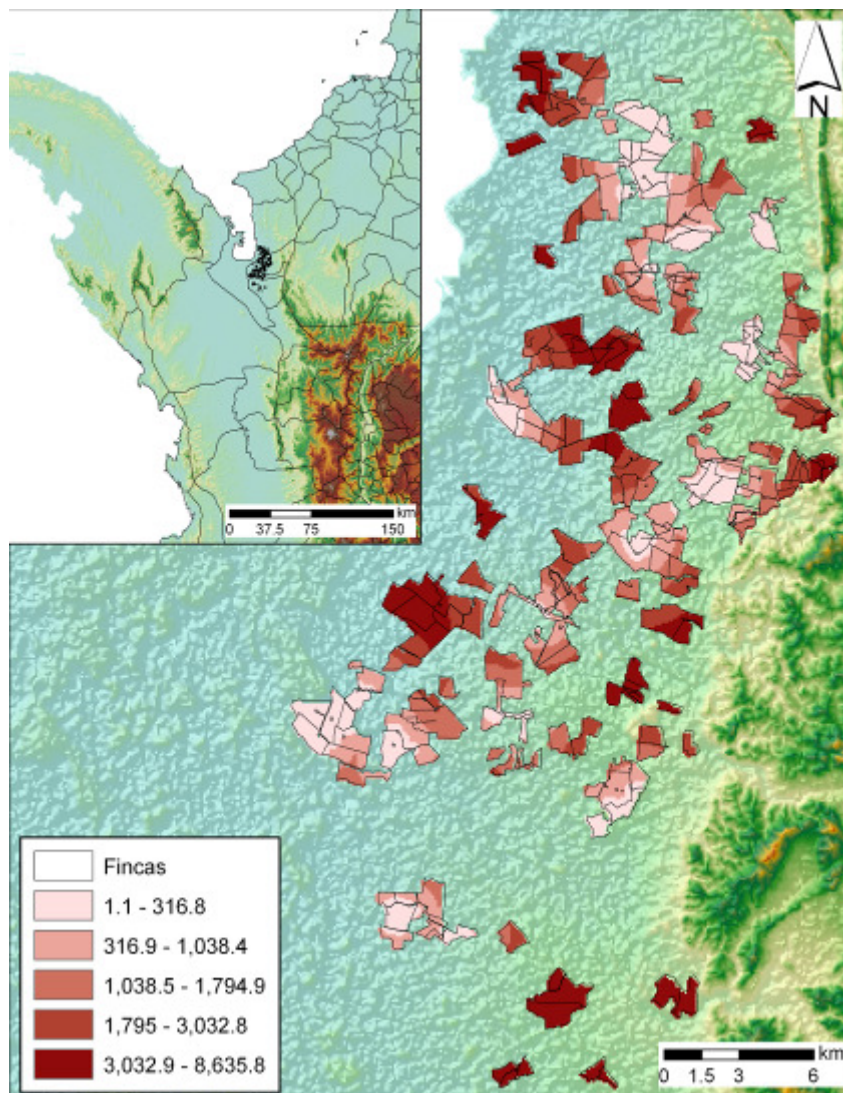 N
km
0 37.5 75 150
Fincas
1.1 - 316.8
316.9 - 1,038.4
1,038.5 - 1,794.9
1,795 - 3,032.8
3,032.9 - 8,635.8
km
0 1.5 3 6